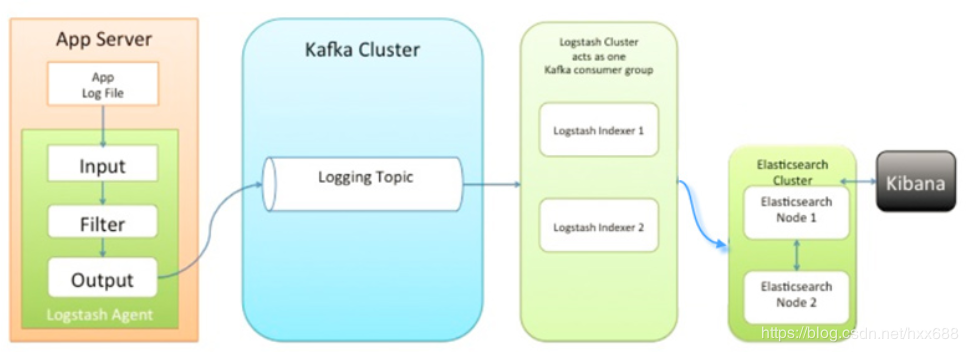 App Server
App
Log File
Input
Filter
Output
Logstash Agent
Kafka Cluster
Logging Topic
Logstash Cluster
acts as one
Kafka consumer group
Logstash Indexer 1
Logstash Indexer 2
Elasticsearch
Cluster
Elasticsearch
Node 1
Elasticsearch
Node 2
Kibana
https://blog.csdn.net/hxx688